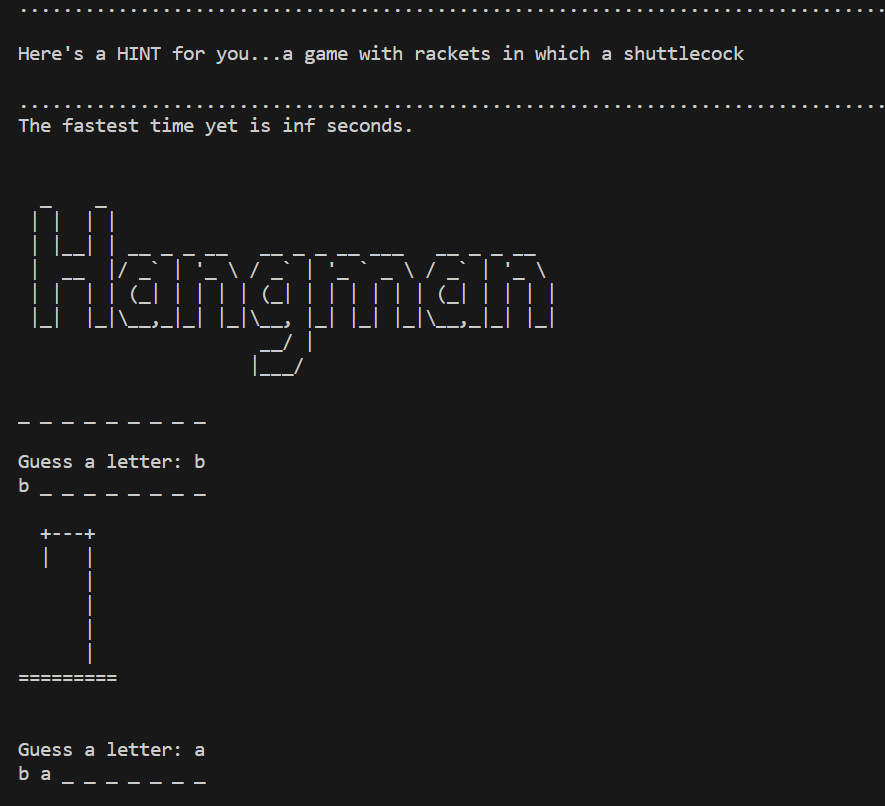 ................................................................................
Here's a HINT for you...a game with rackets in which a shuttlecock
................................................................................
The fastest time yet is inf seconds.
Hangman
_ _ _ _ _ _ _ _ _
Guess a letter: b
b _ _ _ _ _ _ _ _
+---+
|   |
    |
    |
    |
    |
=========
Guess a letter: a
b a _ _ _ _ _ _ _